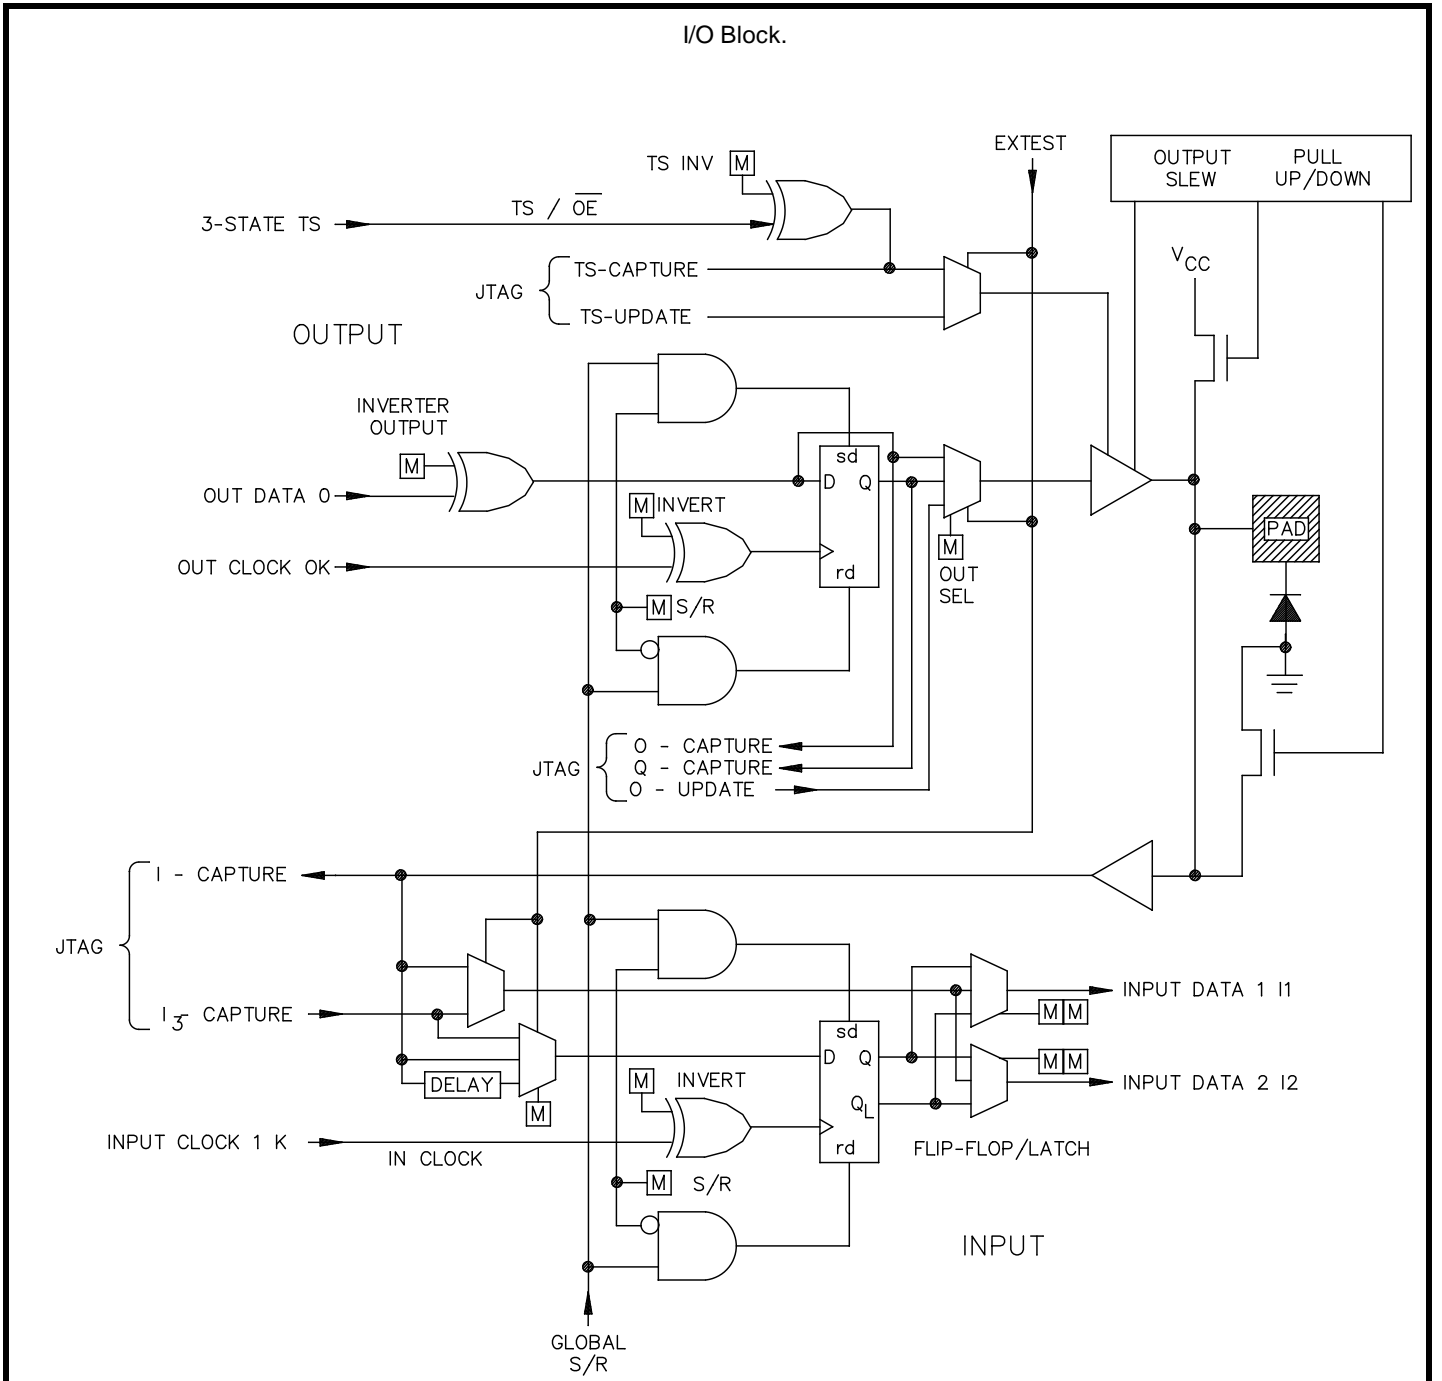 I/O Block.
EXTEST
OUTPUT
SLEW
PULL
UP/DOWN
TS INV M
TS / OE
3-STATE TS
VCC
TS-CAPTURE
JTAG
TS-UPDATE
OUTPUT
INVERTER
OUTPUT
M
sd
D Q
OUT DATA O
M INVERT
PAD
M
OUT
SEL
OUT CLOCK OK
rd
M S/R
O - CAPTURE
JTAG
Q - CAPTURE
O - UPDATE
I - CAPTURE
JTAG
I3- CAPTURE
INPUT DATA 1 I1
M M
sd
D Q
M M
DELAY
M INVERT
INPUT DATA 2 I2
M
QL
INPUT CLOCK 1 K
IN CLOCK
rd
FLIP-FLOP/LATCH
M S/R
INPUT
GLOBAL
S/R